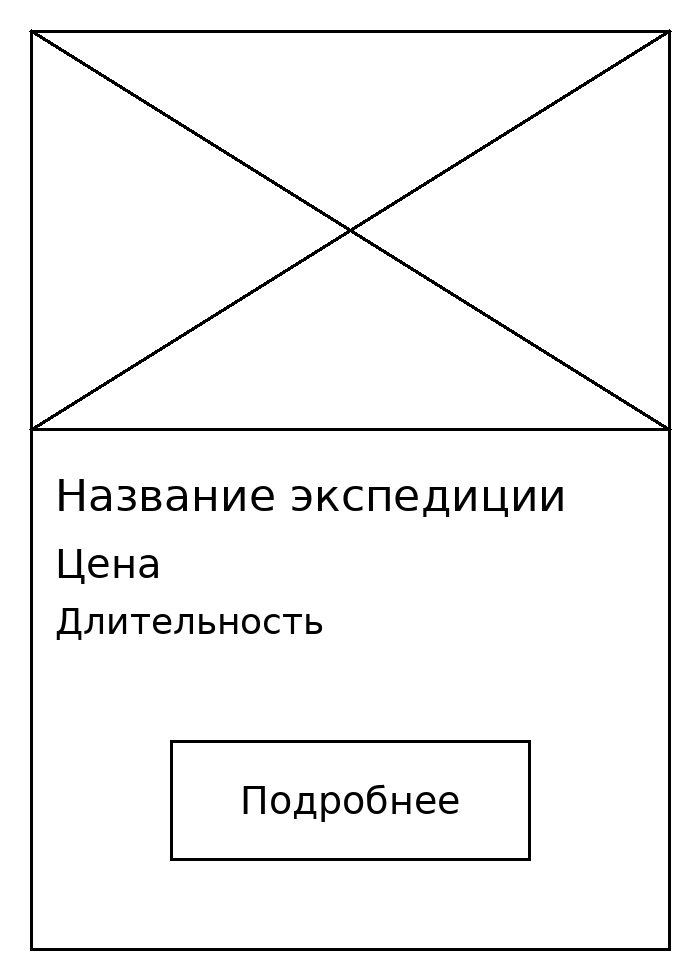 Название экспедиции
Цена
Длительность
Подробнее